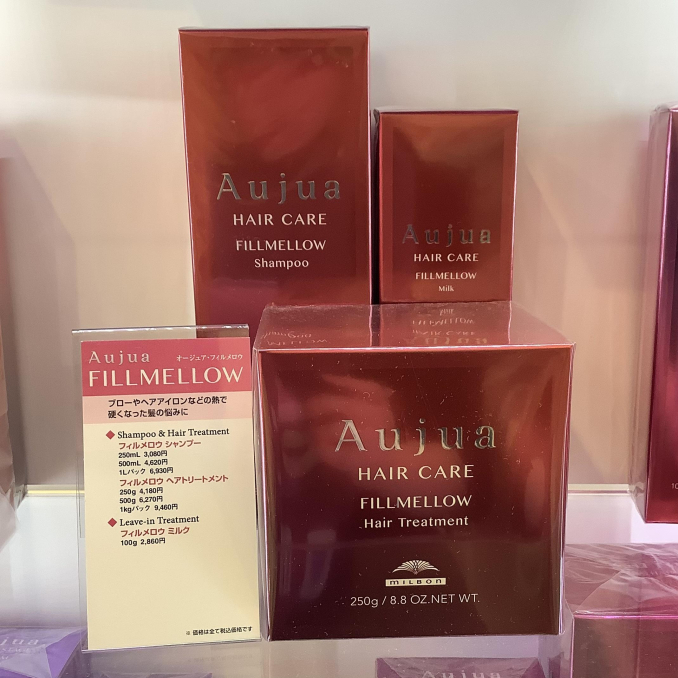 Aujua
HAIR CARE
FILLMELLOW
Shampoo
Aujua
HAIR CARE
FILLMELLOW
Milk
Aujua オージュア・フィルメロウ
FILLMELLOW
ブローやヘアアイロンなどの熱で
硬くなった髪の悩みに
◆ Shampoo & Hair Treatment
フィルメロウ シャンプー
250mL 3,080円
500mL 4,620円
1Lパック 6,930円
フィルメロウ ヘアトリートメント
250g 4,180円
500g 6,270円
1kgパック 9,460円
◆ Leave-in Treatment
フィルメロウ ミルク
100g 2,860円
※ 価格は全て税込価格です
FILLMELLOW
Aujua
HAIR CARE
FILLMELLOW
Hair Treatment
MILBON
250g / 8.8 OZ.NET WT.
Aujua
Aujua